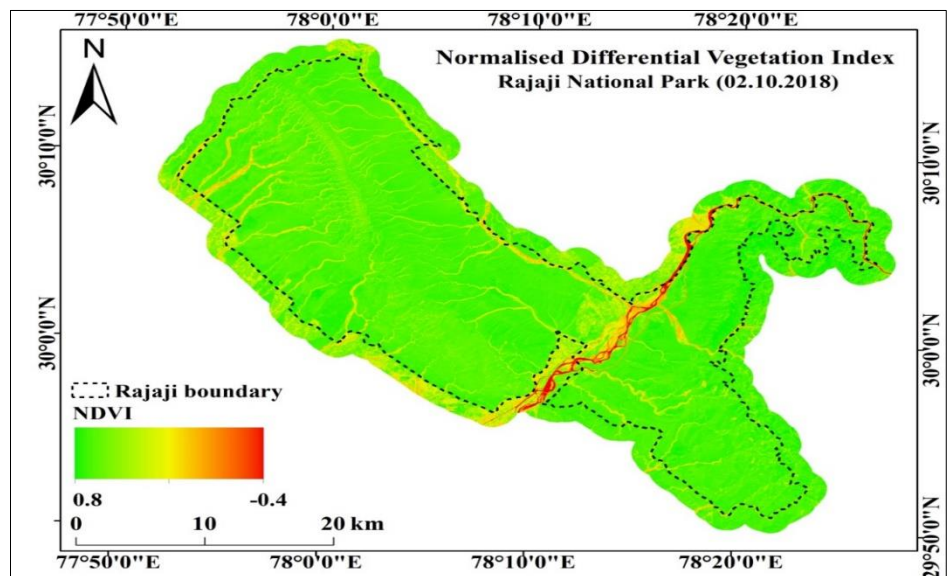 77°50'0"E 78°0'0"E 78°10'0"E 78°20'0"E
N
Normalised Differential Vegetation Index
Rajaji National Park (02.10.2018)
30°10'0"N
30°10'0"N
30°0'0"N
30°0'0"N
Rajaji boundary
NDVI
0.8 -0.4
0 10 20 km
29°50'0"N
77°50'0"E 78°0'0"E 78°10'0"E 78°20'0"E